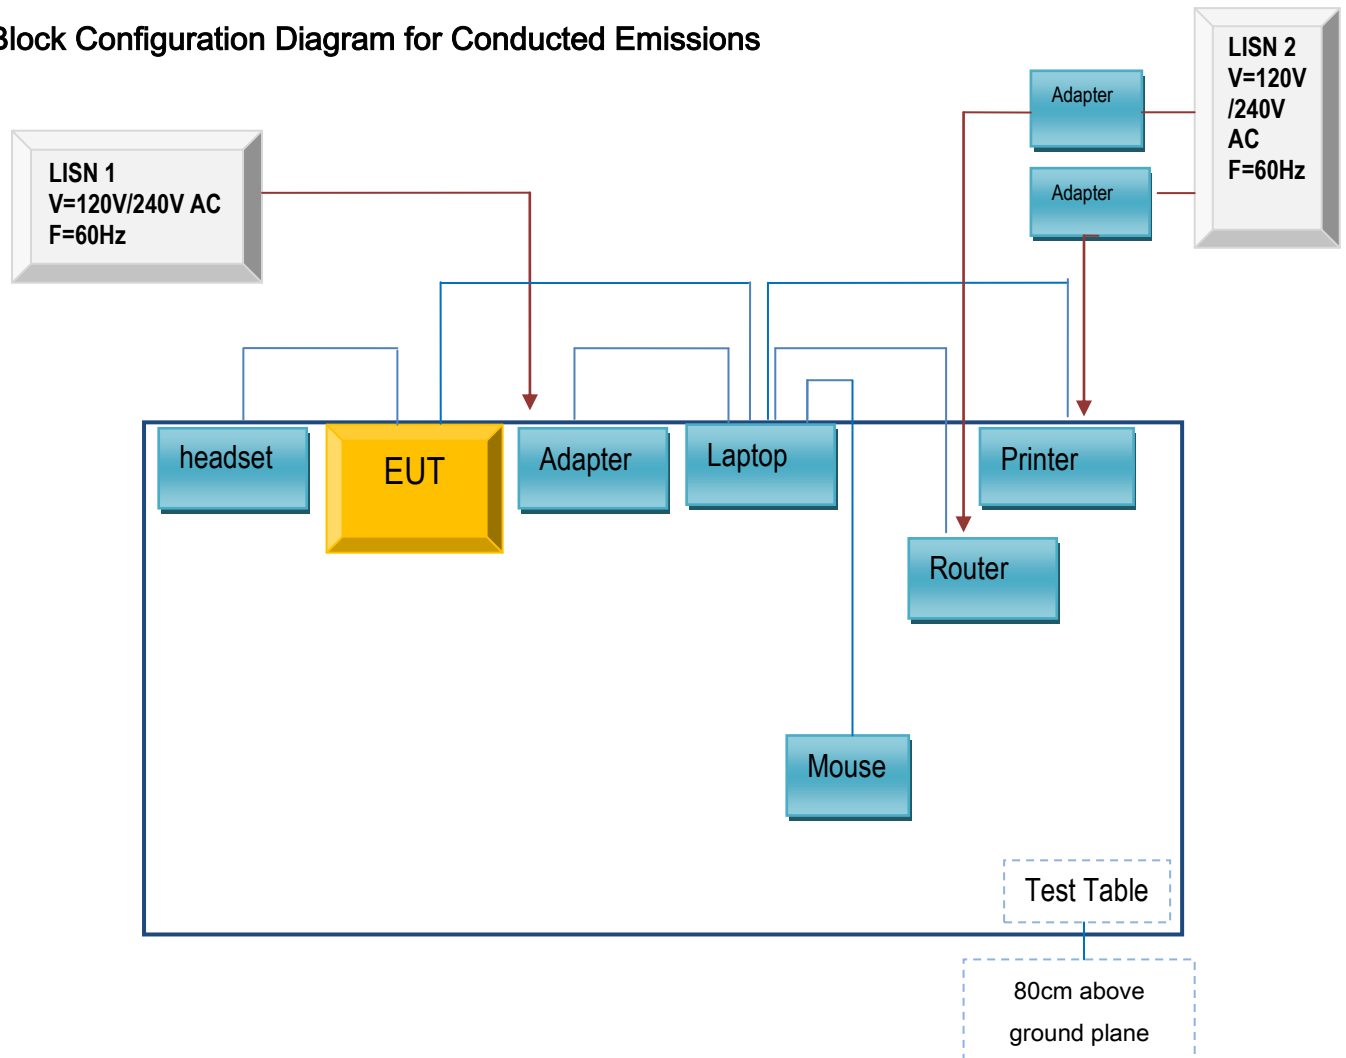 Block Configuration Diagram for Conducted Emissions
LISN 2
V=120V
/240V
AC
F=60Hz
Adapter
Adapter
LISN 1
V=120V/240V AC
F=60Hz
headset
EUT
Adapter
Laptop
Printer
Router
Mouse
Test Table
80cm above
ground plane